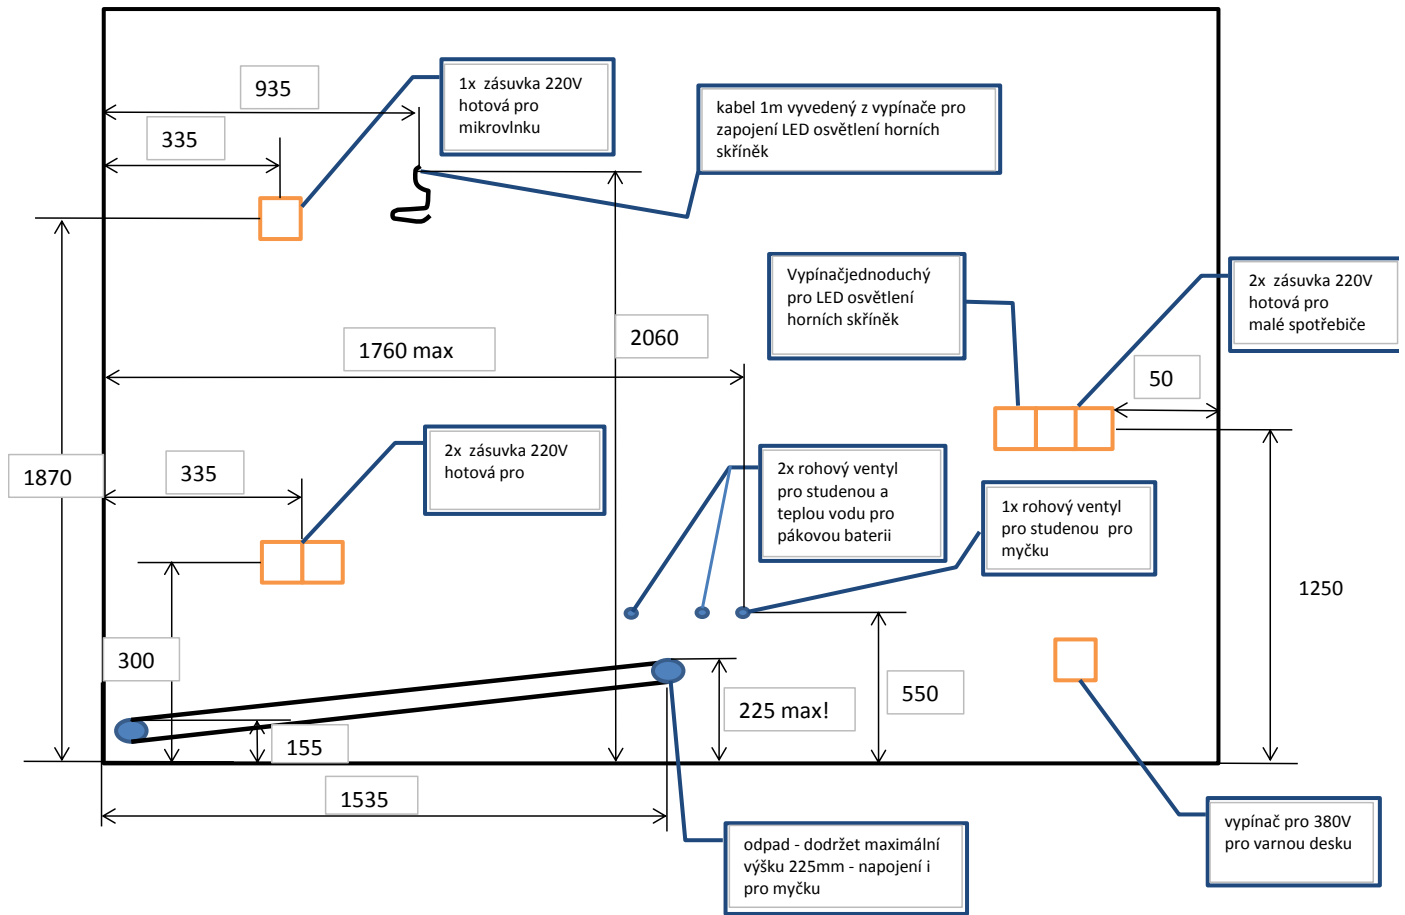 935
1x zásuvka 220V
hotová pro
mikrovlnku
kabel 1m vyvedený z vypínače pro
zapojení LED osvětlení horních
skříněk
335
Vypínačjednoduchý
pro LED osvětlení
horních skříněk
2x zásuvka 220V
hotová pro
malé spotřebiče
2060
1760 max
50
1870
335
2x zásuvka 220V
hotová pro
2x rohový ventyl
pro studenou a
teplou vodu pro
pákovou baterii
1x rohový ventyl
pro studenou pro
myčku
1250
300
550
225 max!
155
1535
odpad - dodržet maximální
výšku 225mm - napojení i
pro myčku
vypínač pro 380V
pro varnou desku